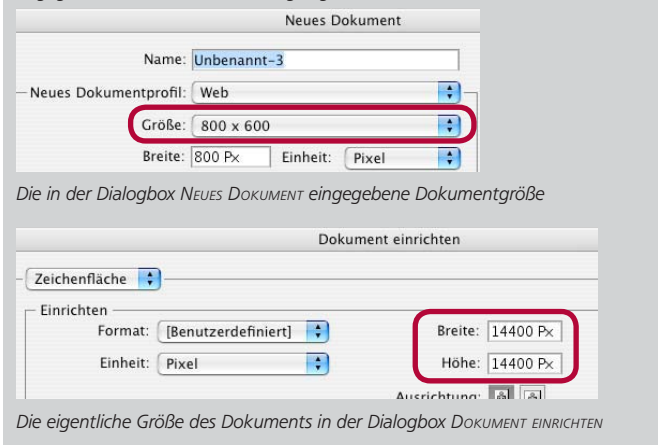 Neues Dokument
Name: Unbenannt-3
Neues Dokumentprofil: Web
Größe: 800 x 600
Breite: 800 Px Einheit: Pixel
Die in der Dialogbox NEUES DOKUMENT eingegebene Dokumentgröße
Dokument einrichten
Zeichenfläche
Einrichten
Format: [Benutzerdefiniert] Breite: 14400 Px
Einheit: Pixel Höhe: 14400 Px
Ausrichtung:
Die eigentliche Größe des Dokuments in der Dialogbox DOKUMENT EINRICHTEN